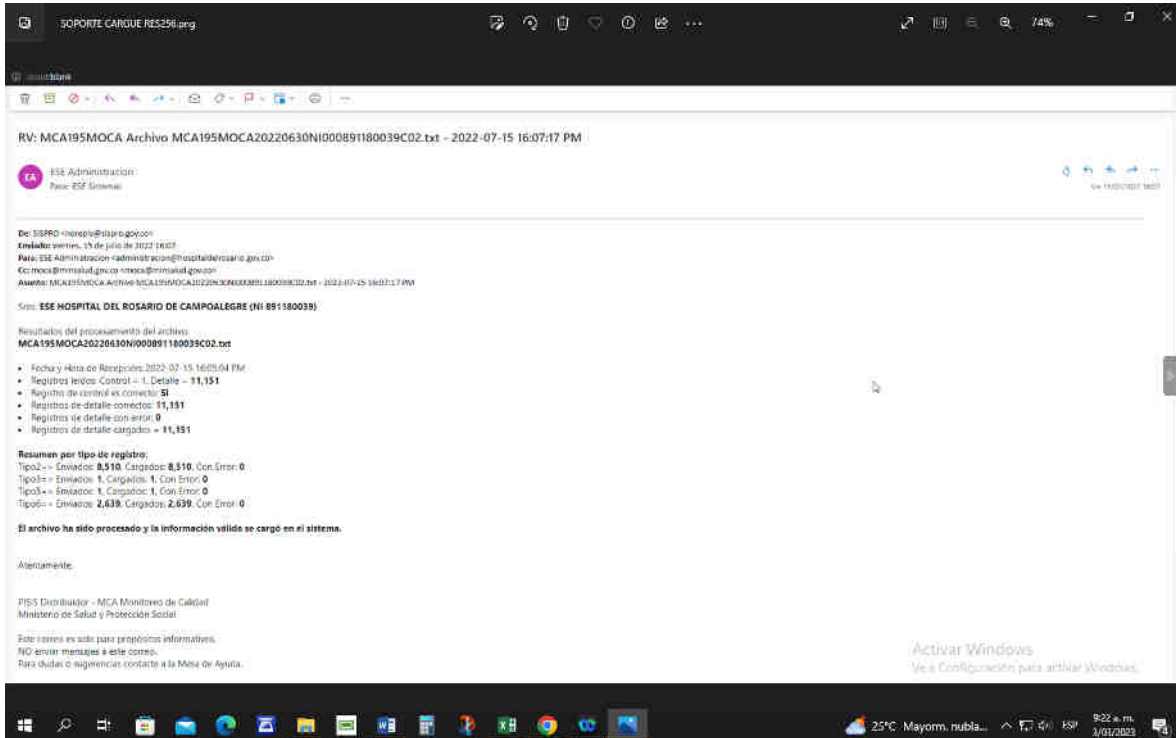 SOPORTE CARGUE RES256.png
74%
about:blank
RV: MCA195MOCA Archivo MCA195MOCA20220630NI000891180039C02.txt - 2022-07-15 16:07:17 PM
EA
ESE Administracion
Para: ESE Sistemas
De: SISPRO <noreply@sispro.gov.co>
Enviado: viernes, 15 de julio de 2022 16:07
Para: ESE Administracion <administracion@hospitaldelrosario.gov.co>
Cc: moca@minsalud.gov.co <moca@minsalud.gov.co>
Asunto: MCA195MOCA Archivo MCA195MOCA20220630NI000891180039C02.txt - 2022-07-15 16:07:17 PM
ESE HOSPITAL DEL ROSARIO DE CAMPOALEGRE (NI 891180039)
Resultados del procesamiento del archivo
MCA195MOCA20220630NI000891180039C02.txt
• Fecha y Hora de Recepción: 2022-07-15 16:05:04 PM
• Registros leidos: Control = 1, Detalle = 11,151
• Registro de control es correcto: SI
• Registros de detalle correctos: 11,151
• Registros de detalle con error: 0
• Registros de detalle cargados = 11,151
Resumen por tipo de registro:
Tipo2=> Enviados: 8,510, Cargados: 8,510, Con Error: 0
Tipo3=> Enviados: 1, Cargados: 1, Con Error: 0
Tipo5=> Enviados: 1, Cargados: 1, Con Error: 0
Tipo6=> Enviados: 2,639, Cargados: 2,639, Con Error: 0
El archivo ha sido procesado y la información válida se cargó en el sistema.
Atentamente,
PISIS Distribuidor - MCA Monitoreo de Calidad
Ministerio de Salud y Protección Social
Este correo es solo para propósitos informativos.
NO enviar mensajes a este correo.
Para dudas o sugerencias contacte a la Mesa de Ayuda.
Activar Windows
Ve a Configuración para activar Windows.
25°C Mayorm. nubla...
ESP
9:22 a. m.
3/03/2023